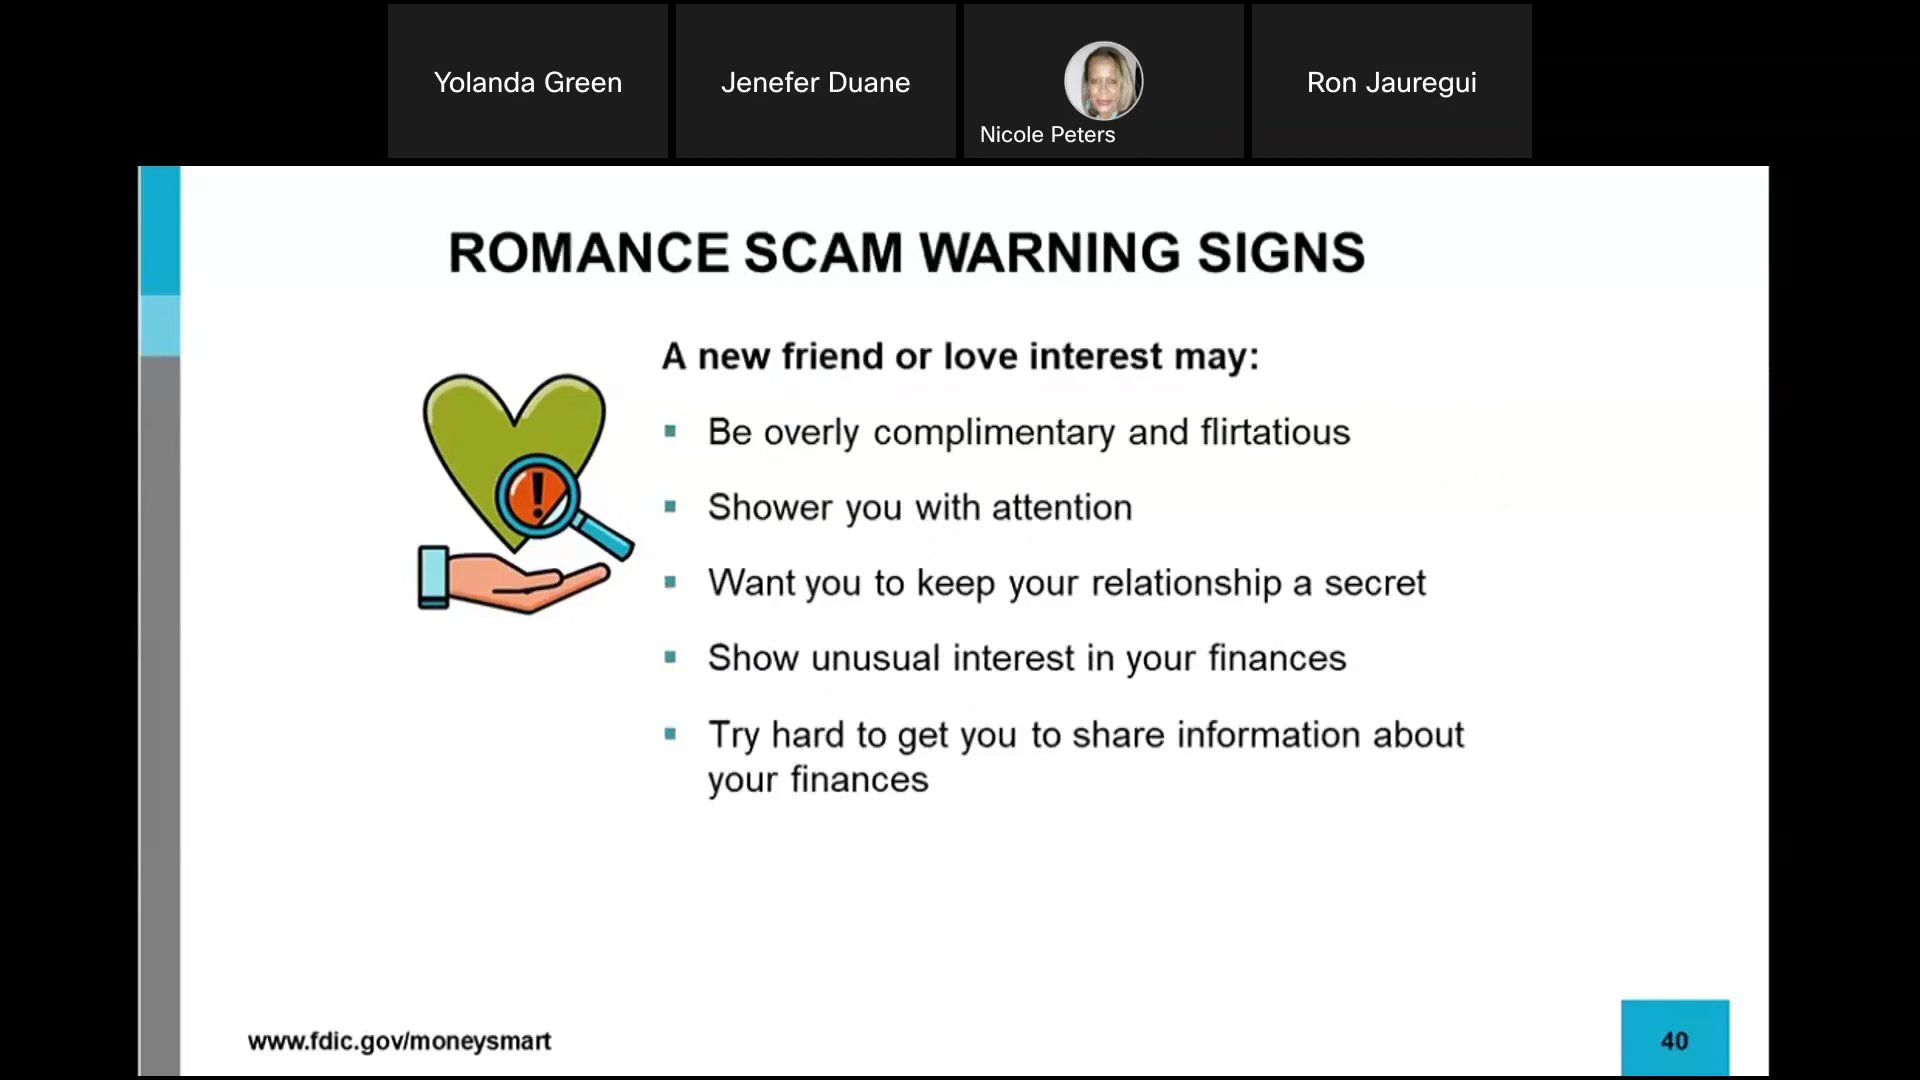 Yolanda Green
Jenefer Duane
Nicole Peters
Ron Jauregui
ROMANCE SCAM WARNING SIGNS
A new friend or love interest may:
▪ Be overly complimentary and flirtatious
▪ Shower you with attention
▪ Want you to keep your relationship a secret
▪ Show unusual interest in your finances
▪ Try hard to get you to share information about
your finances
www.fdic.gov/moneysmart
40